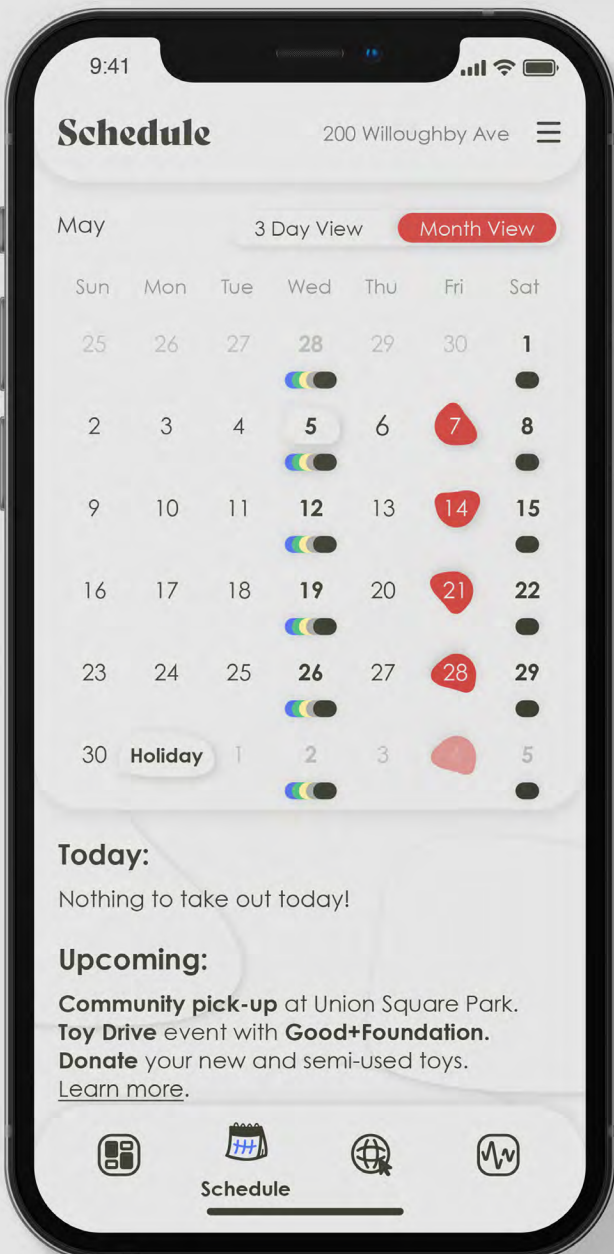 9:41
Schedule
200 Willoughby Ave
May
3 Day View
Month View
Sun Mon Tue Wed Thu Fri Sat
25 26 27 28 29 30 1
2 3 4 5 6 7 8
9 10 11 12 13 14 15
16 17 18 19 20 21 22
23 24 25 26 27 28 29
30 Holiday 1 2 3 4 5
Today:
Nothing to take out today!
Upcoming:
Community pick-up at Union Square Park.
Toy Drive event with Good+Foundation.
Donate your new and semi-used toys.
Learn more.
Schedule